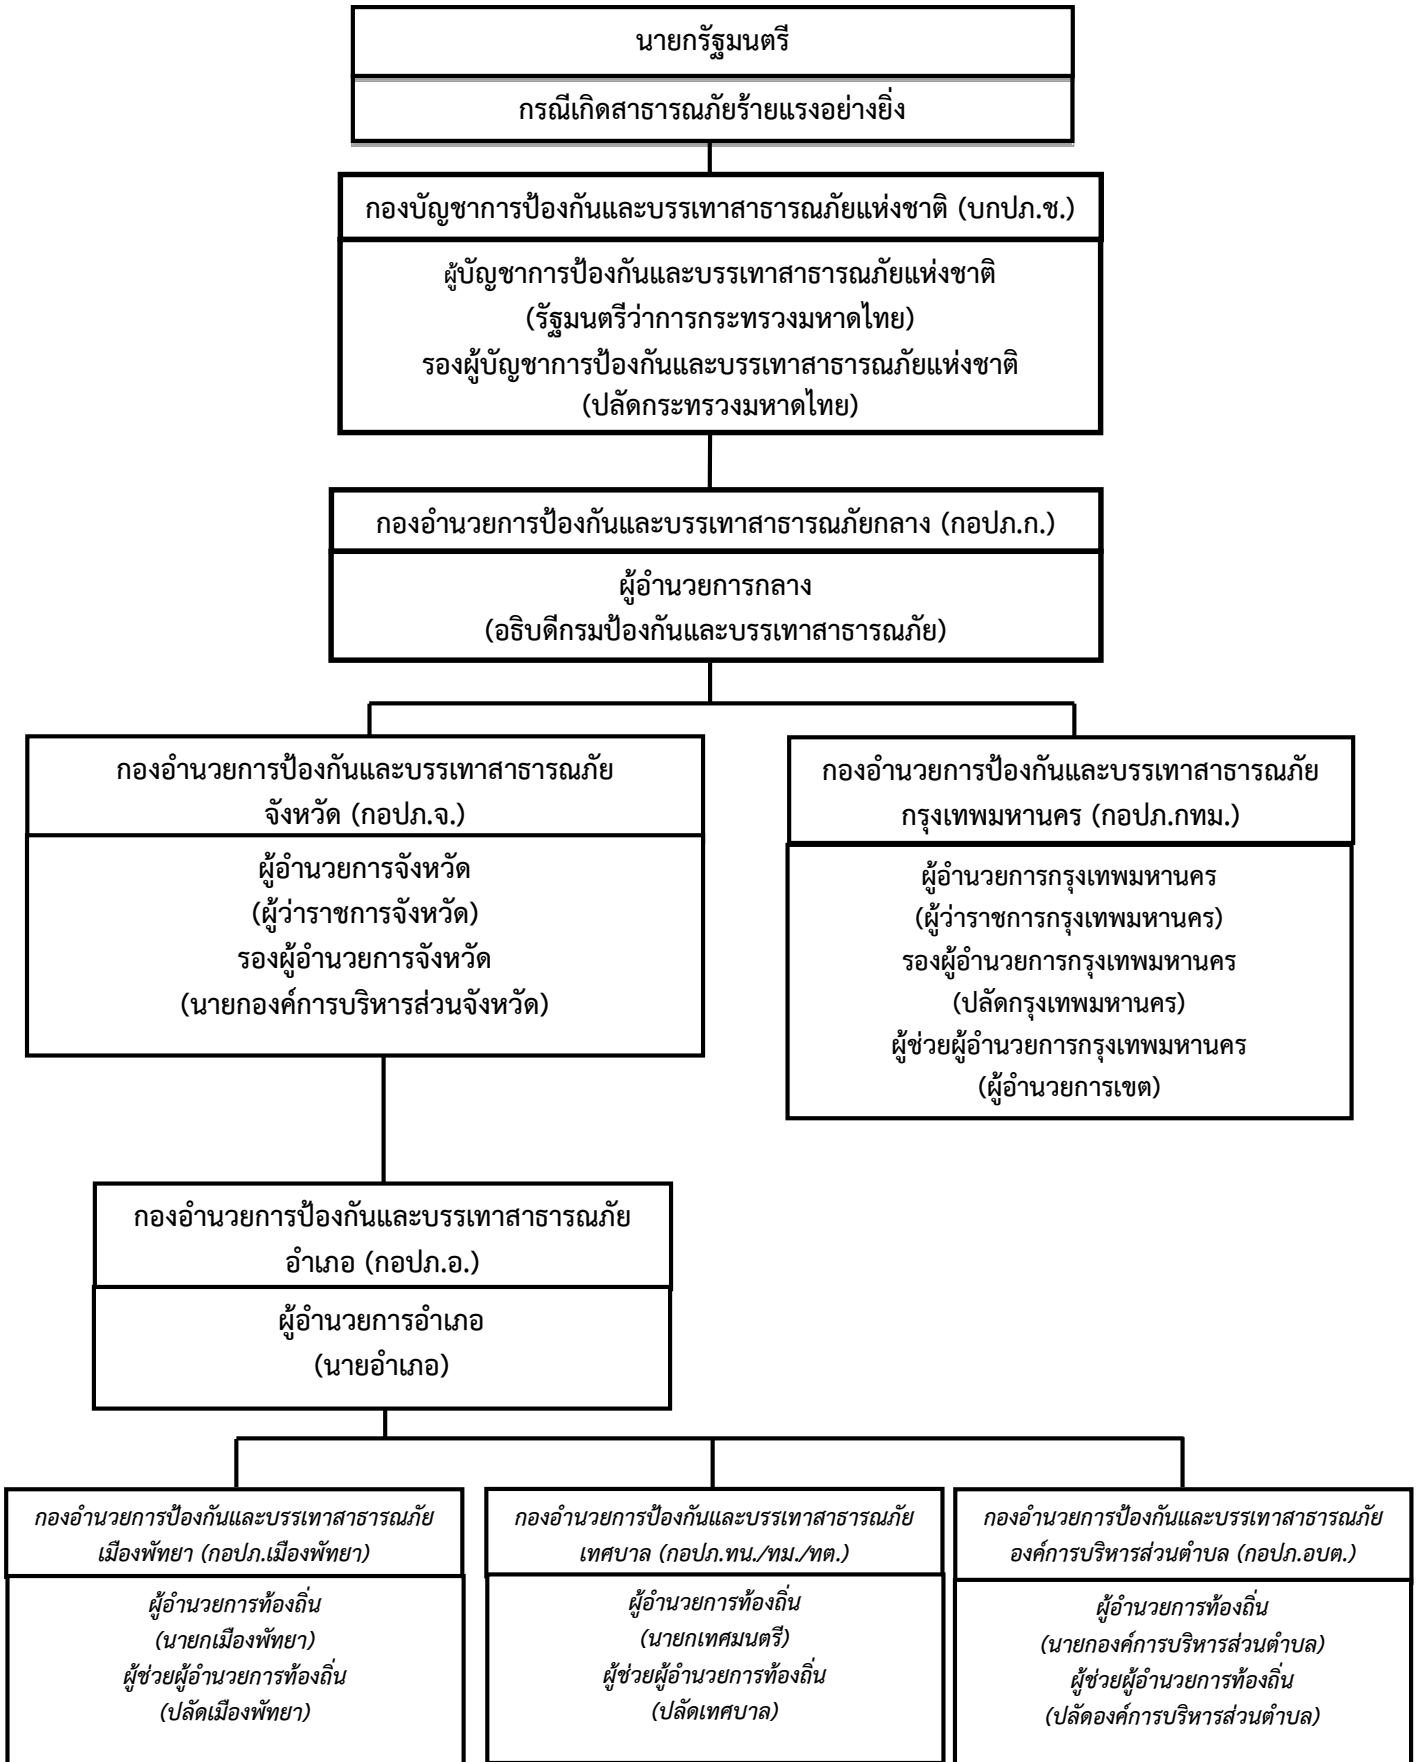 นายกรัฐมนตรี
กรณีเกิดสาธารณภัยร้ายแรงอย่างยิ่ง
กองบัญชาการป้องกันและบรรเทาสาธารณภัยแห่งชาติ (บกปภ.ช.)
ผู้บัญชาการป้องกันและบรรเทาสาธารณภัยแห่งชาติ
(รัฐมนตรีว่าการกระทรวงมหาดไทย)
รองผู้บัญชาการป้องกันและบรรเทาสาธารณภัยแห่งชาติ
(ปลัดกระทรวงมหาดไทย)
กองอำนวยการป้องกันและบรรเทาสาธารณภัยกลาง (กอปภ.ก.)
ผู้อำนวยการกลาง
(อธิบดีกรมป้องกันและบรรเทาสาธารณภัย)
กองอำนวยการป้องกันและบรรเทาสาธารณภัย
จังหวัด (กอปภ.จ.)
ผู้อำนวยการจังหวัด
(ผู้ว่าราชการจังหวัด)
รองผู้อำนวยการจังหวัด
(นายกองค์การบริหารส่วนจังหวัด)
กองอำนวยการป้องกันและบรรเทาสาธารณภัย
กรุงเทพมหานคร (กอปภ.กทม.)
ผู้อำนวยการกรุงเทพมหานคร
(ผู้ว่าราชการกรุงเทพมหานคร)
รองผู้อำนวยการกรุงเทพมหานคร
(ปลัดกรุงเทพมหานคร)
ผู้ช่วยผู้อำนวยการกรุงเทพมหานคร
(ผู้อำนวยการเขต)
กองอำนวยการป้องกันและบรรเทาสาธารณภัย
อำเภอ (กอปภ.อ.)
ผู้อำนวยการอำเภอ
(นายอำเภอ)
กองอำนวยการป้องกันและบรรเทาสาธารณภัย
เมืองพัทยา (กอปภ.เมืองพัทยา)
ผู้อำนวยการท้องถิ่น
(นายกเมืองพัทยา)
ผู้ช่วยผู้อำนวยการท้องถิ่น
(ปลัดเมืองพัทยา)
กองอำนวยการป้องกันและบรรเทาสาธารณภัย
เทศบาล (กอปภ.ทน./ทม./ทต.)
ผู้อำนวยการท้องถิ่น
(นายกเทศมนตรี)
ผู้ช่วยผู้อำนวยการท้องถิ่น
(ปลัดเทศบาล)
กองอำนวยการป้องกันและบรรเทาสาธารณภัย
องค์การบริหารส่วนตำบล (กอปภ.อบต.)
ผู้อำนวยการท้องถิ่น
(นายกองค์การบริหารส่วนตำบล)
ผู้ช่วยผู้อำนวยการท้องถิ่น
(ปลัดองค์การบริหารส่วนตำบล)